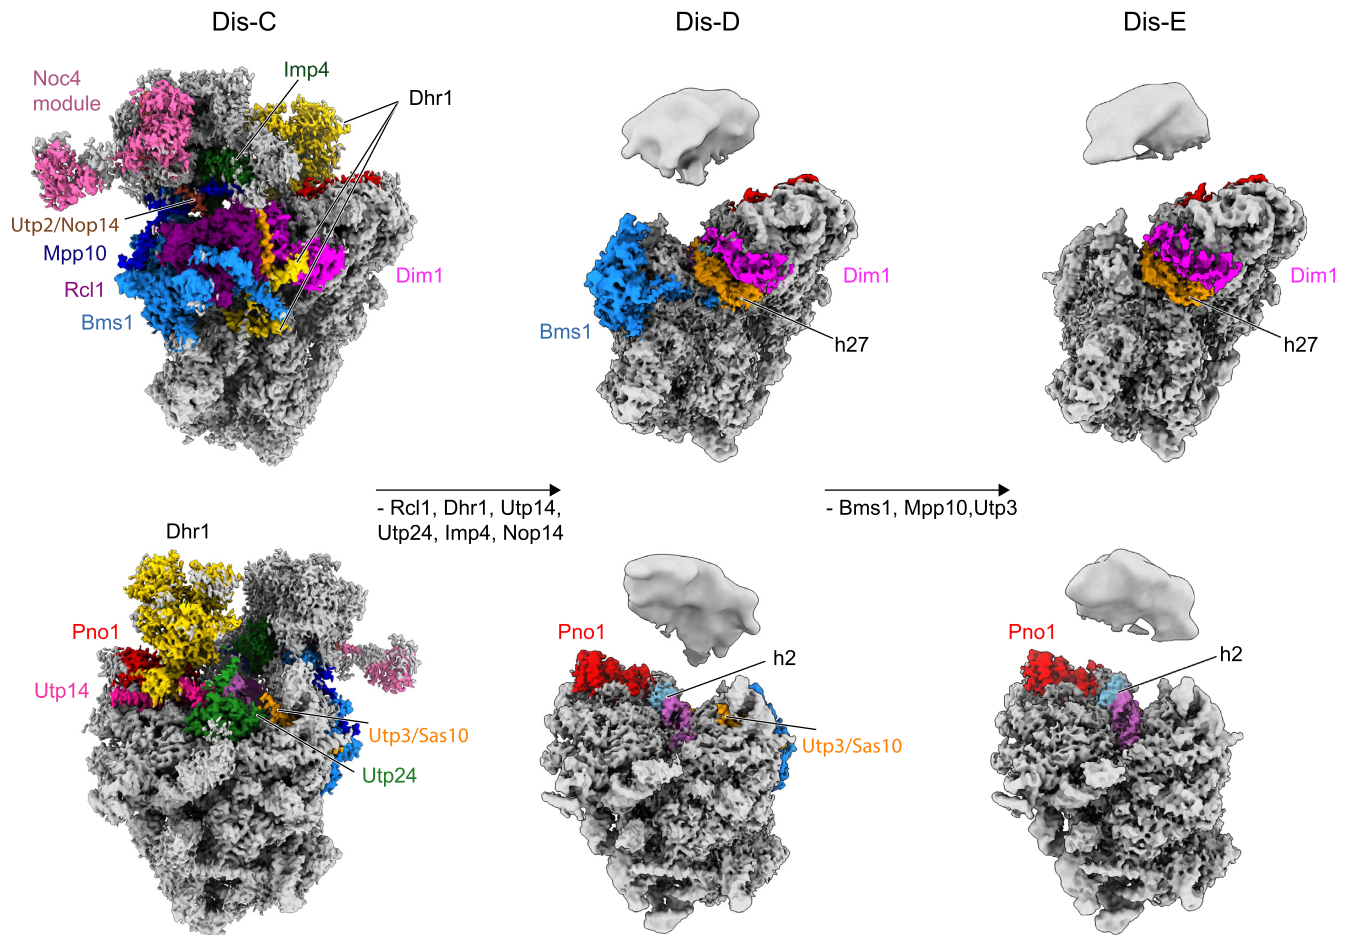 Dis-C
Dis-D
Dis-E
Noc4
module
Imp4
Dhr1
Utp2/Nop14
Mpp10
Rcl1
Bms1
Dim1
Bms1
Dim1
h27
Dim1
h27
- Rcl1, Dhr1, Utp14,
Utp24, Imp4, Nop14
- Bms1, Mpp10,Utp3
Dhr1
Pno1
Utp14
Utp3/Sas10
Utp24
Pno1
h2
Utp3/Sas10
Pno1
h2